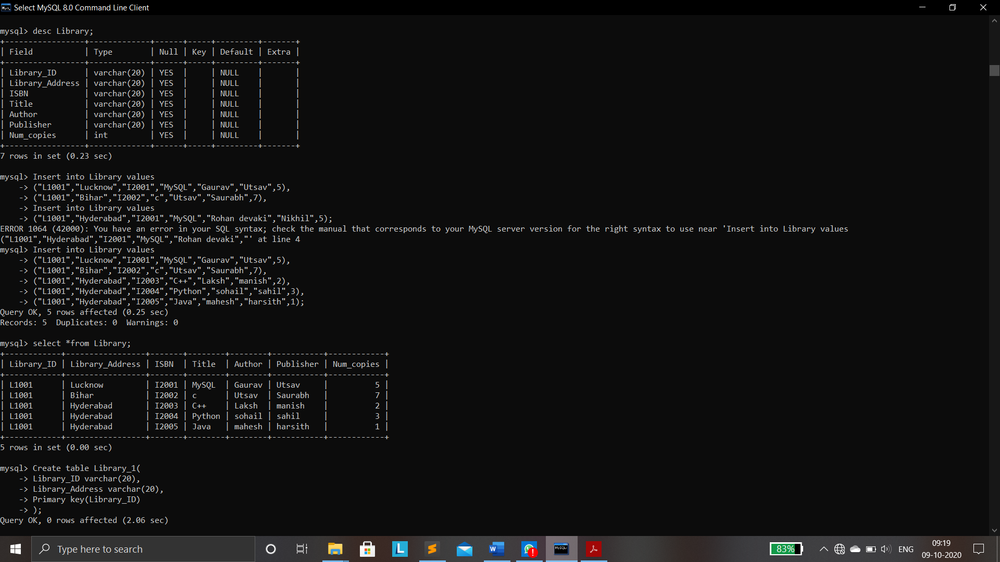 Select MySQL 8.0 Command Line Client
mysql> desc Library;
+-----------------+-------------+------+-----+---------+-------+
| Field           | Type        | Null | Key | Default | Extra |
+-----------------+-------------+------+-----+---------+-------+
| Library_ID      | varchar(20) | YES  |     | NULL    |       |
| Library_Address | varchar(20) | YES  |     | NULL    |       |
| ISBN            | varchar(20) | YES  |     | NULL    |       |
| Title           | varchar(20) | YES  |     | NULL    |       |
| Author          | varchar(20) | YES  |     | NULL    |       |
| Publisher       | varchar(20) | YES  |     | NULL    |       |
| Num_copies      | int         | YES  |     | NULL    |       |
+-----------------+-------------+------+-----+---------+-------+
7 rows in set (0.23 sec)
mysql> Insert into Library values
    -> ("L1001","Lucknow","I2001","MySQL","Gaurav","Utsav",5),
    -> ("L1001","Bihar","I2002","c","Utsav","Saurabh",7),
    -> Insert into Library values
    -> ("L1001","Hyderabad","I2001","MySQL","Rohan devaki","Nikhil",5);
ERROR 1064 (42000): You have an error in your SQL syntax; check the manual that corresponds to your MySQL server version for the right syntax to use near 'Insert into Library values
("L1001","Hyderabad","I2001","MySQL","Rohan devaki","' at line 4
mysql> Insert into Library values
    -> ("L1001","Lucknow","I2001","MySQL","Gaurav","Utsav",5),
    -> ("L1001","Bihar","I2002","c","Utsav","Saurabh",7),
    -> ("L1001","Hyderabad","I2003","C++","Laksh","manish",2),
    -> ("L1001","Hyderabad","I2004","Python","sohail","sahil",3),
    -> ("L1001","Hyderabad","I2005","Java","mahesh","harsith",1);
Query OK, 5 rows affected (0.25 sec)
Records: 5  Duplicates: 0  Warnings: 0
mysql> select *from Library;
+------------+-----------------+-------+--------+--------+-----------+------------+
| Library_ID | Library_Address | ISBN  | Title  | Author | Publisher | Num_copies |
+------------+-----------------+-------+--------+--------+-----------+------------+
| L1001      | Lucknow         | I2001 | MySQL  | Gaurav | Utsav     |          5 |
| L1001      | Bihar           | I2002 | c      | Utsav  | Saurabh   |          7 |
| L1001      | Hyderabad       | I2003 | C++    | Laksh  | manish    |          2 |
| L1001      | Hyderabad       | I2004 | Python | sohail | sahil     |          3 |
| L1001      | Hyderabad       | I2005 | Java   | mahesh | harsith   |          1 |
+------------+-----------------+-------+--------+--------+-----------+------------+
5 rows in set (0.00 sec)
mysql> Create table Library_1(
    -> Library_ID varchar(20),
    -> Library_Address varchar(20),
    -> Primary key(Library_ID)
    -> );
Query OK, 0 rows affected (2.06 sec)
Type here to search
83%
ENG
09:19
09-10-2020